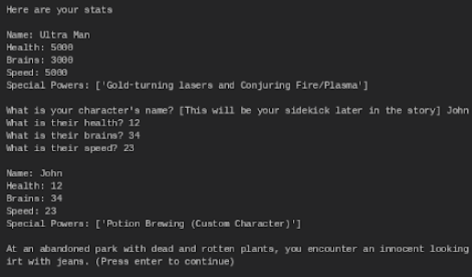 Here are your stats
Name: Ultra Man
Health: 5000
Brains: 3000
Speed: 5000
Special Powers: ['Gold-turning lasers and Conjuring Fire/Plasma']
What is your character's name? [This will be your sidekick later in the story] John
What is their health? 12
What is their brains? 34
What is their speed? 23
Name: John
Health: 12
Brains: 34
Speed: 23
Special Powers: ['Potion Brewing (Custom Character)']
At an abandoned park with dead and rotten plants, you encounter an innocent looking
irt with jeans. (Press enter to continue)